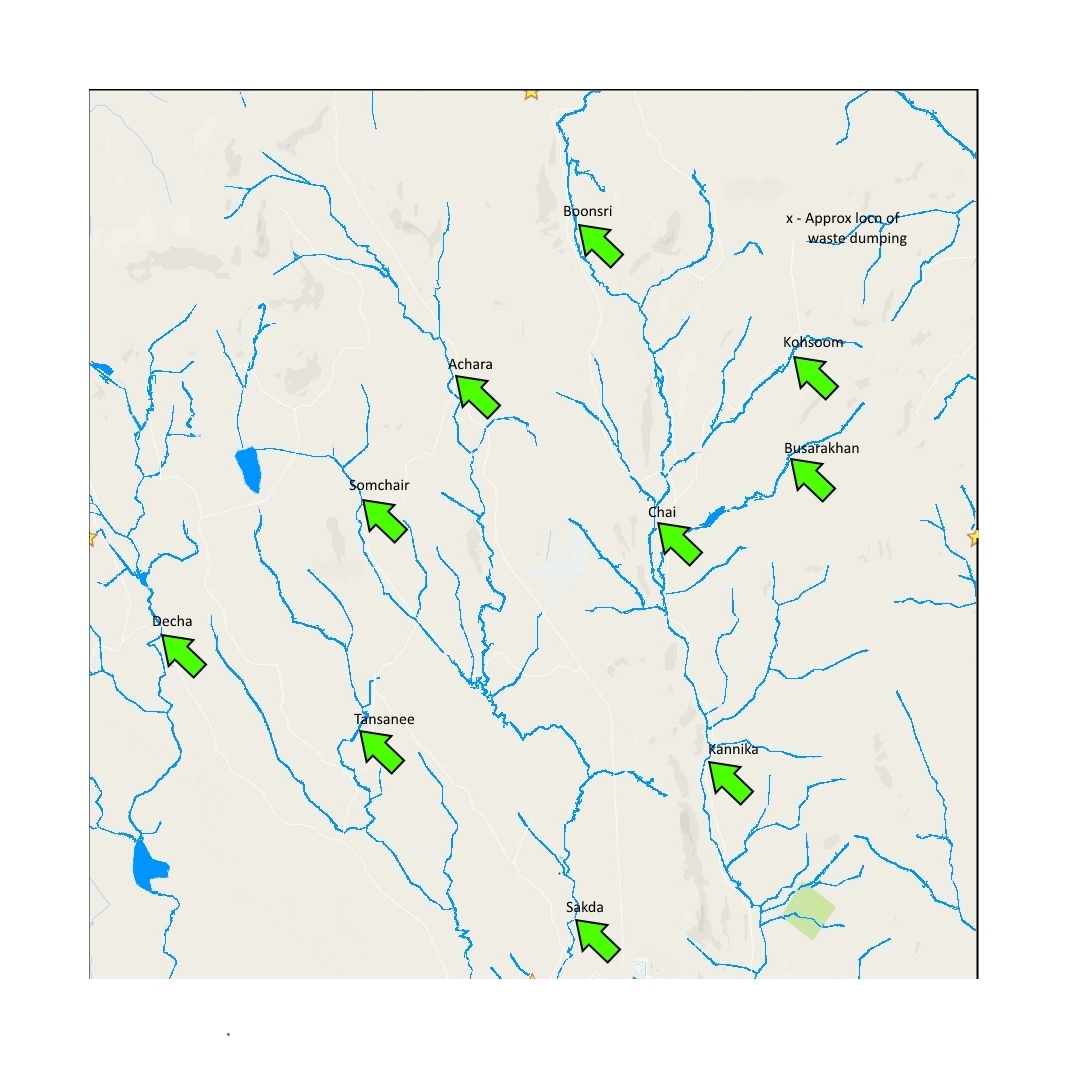 Boonsri
x - Approx locn of
waste dumping
Kohsoom
Achara
Busarakhan
Somchair
Chai
Decha
Tansanee
Kannika
Sakda